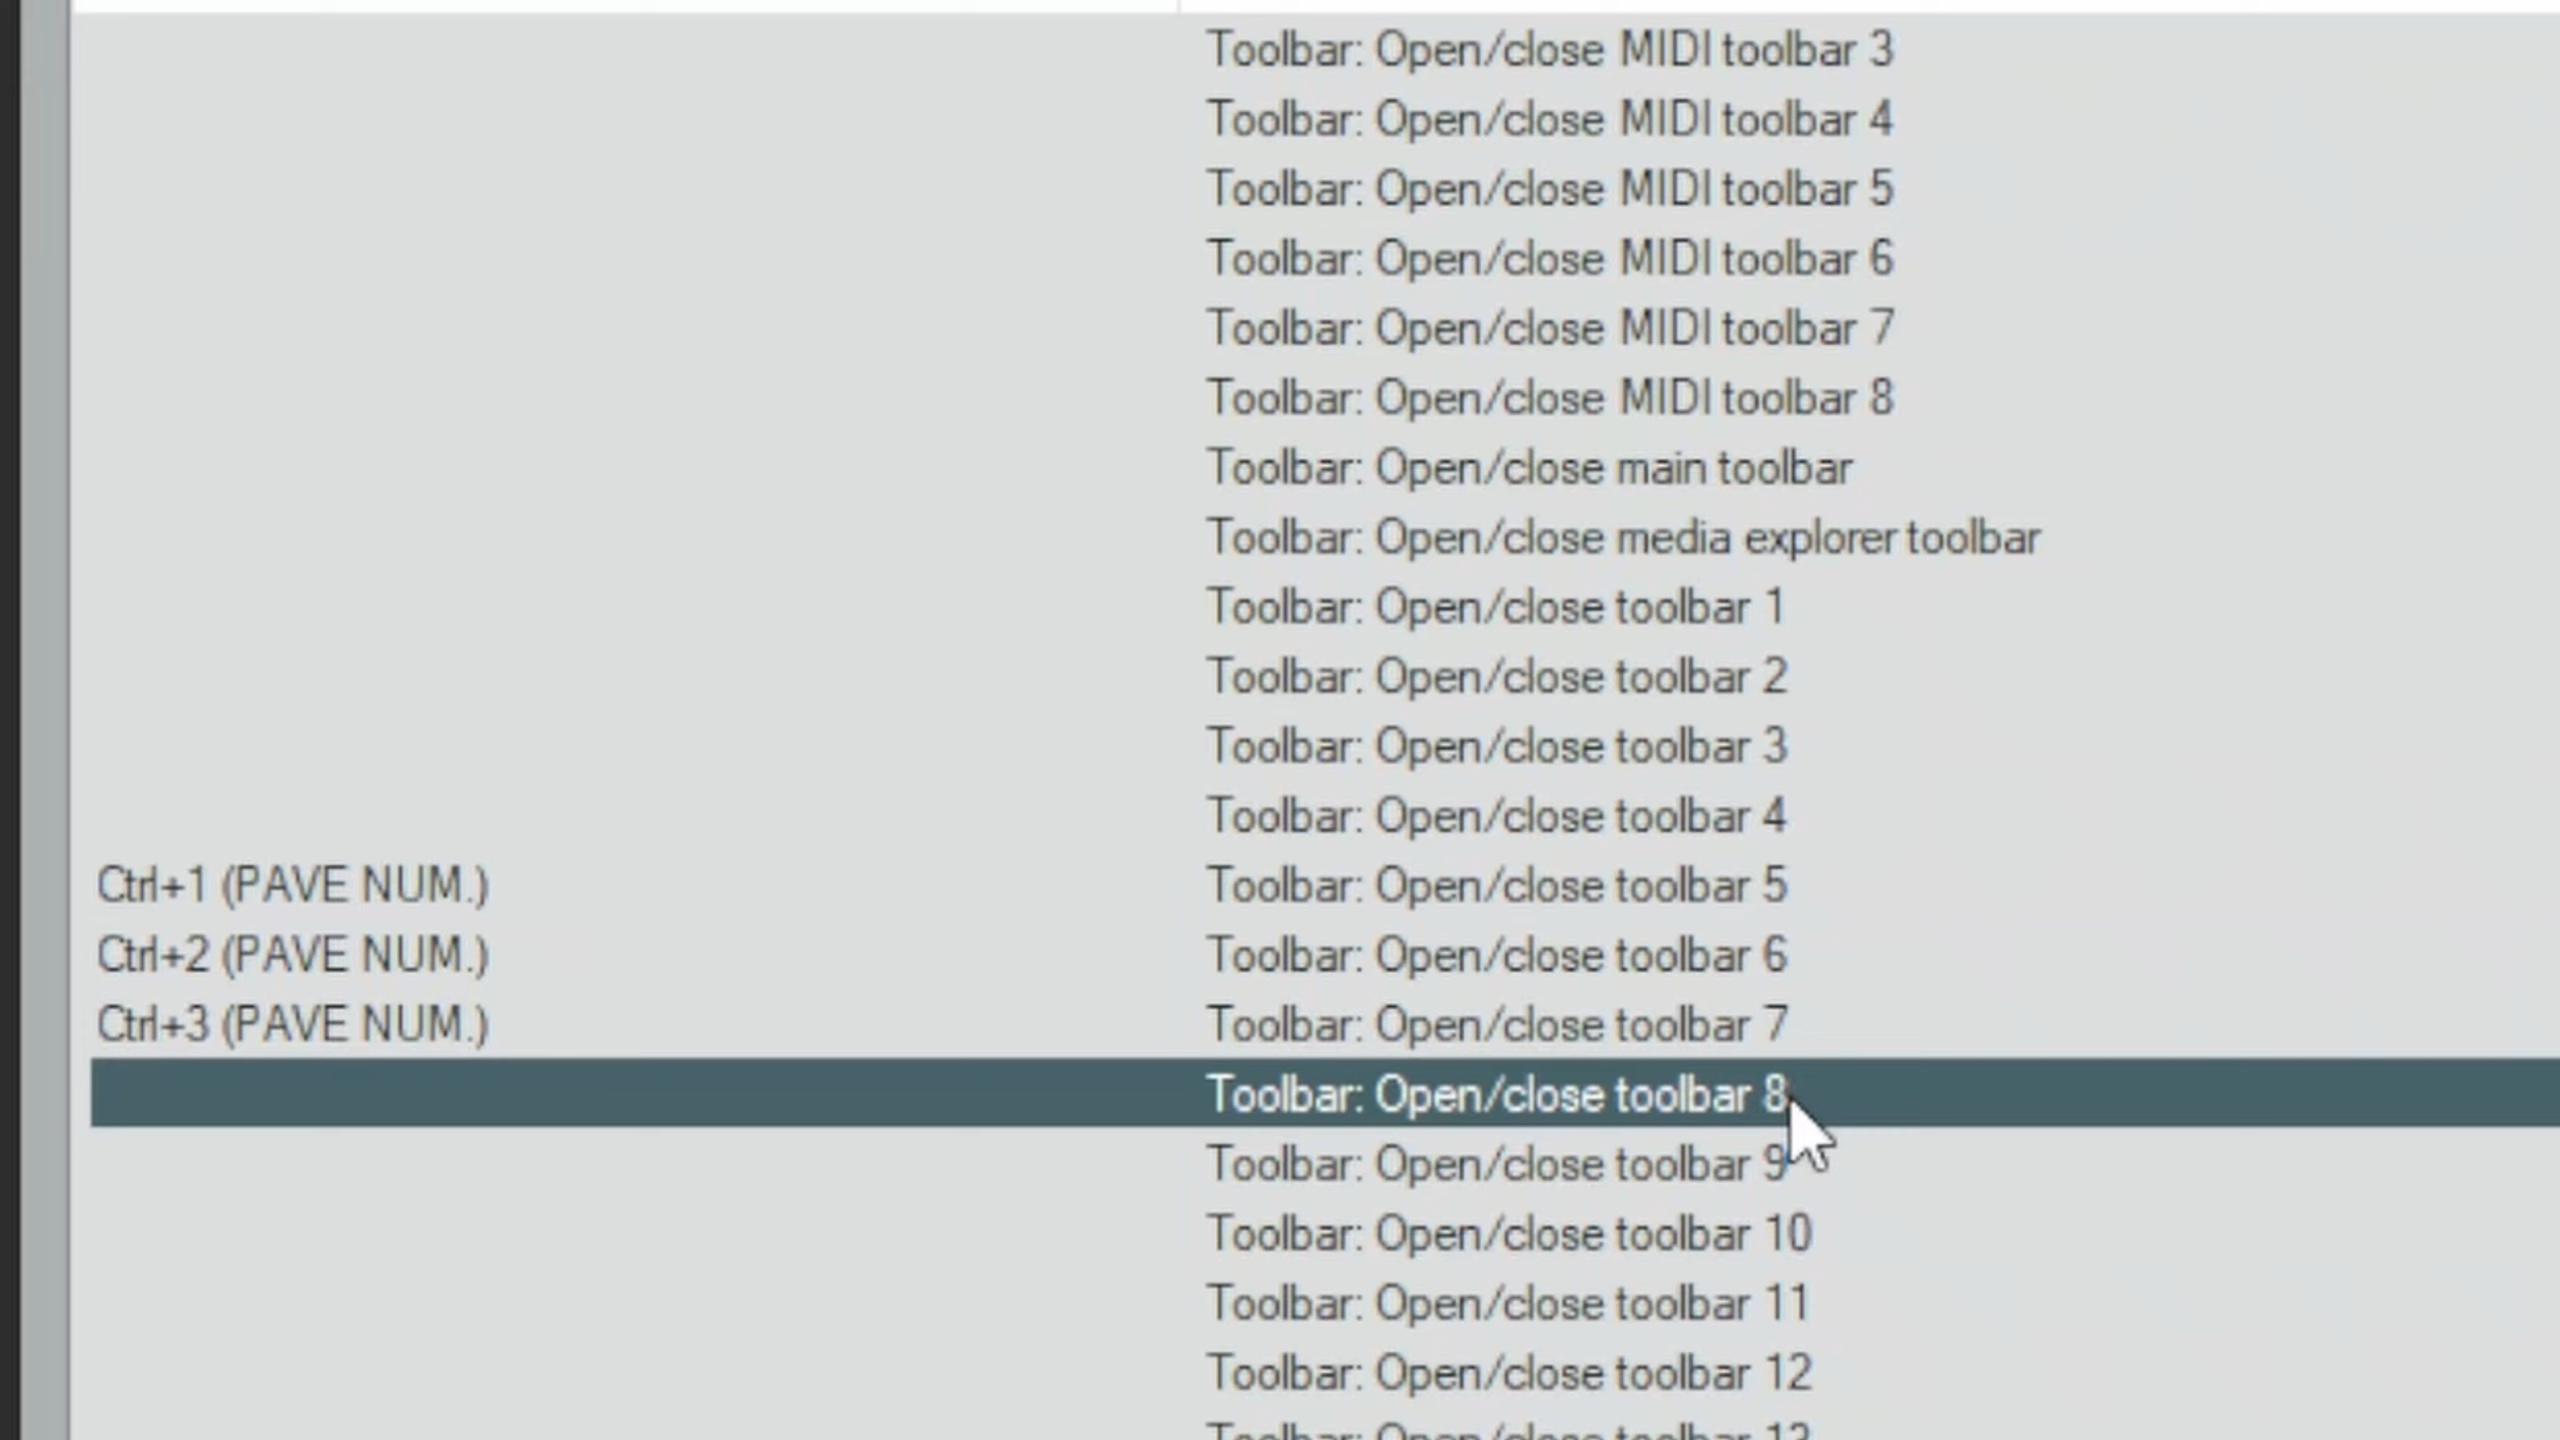 Toolbar: Open/close MIDI toolbar 3
Toolbar: Open/close MIDI toolbar 4
Toolbar: Open/close MIDI toolbar 5
Toolbar: Open/close MIDI toolbar 6
Toolbar: Open/close MIDI toolbar 7
Toolbar: Open/close MIDI toolbar 8
Toolbar: Open/close main toolbar
Toolbar: Open/close media explorer toolbar
Toolbar: Open/close toolbar 1
Toolbar: Open/close toolbar 2
Toolbar: Open/close toolbar 3
Toolbar: Open/close toolbar 4
Ctrl+1 (PAVE NUM.) Toolbar: Open/close toolbar 5
Ctrl+2 (PAVE NUM.) Toolbar: Open/close toolbar 6
Ctrl+3 (PAVE NUM.) Toolbar: Open/close toolbar 7
Toolbar: Open/close toolbar 8
Toolbar: Open/close toolbar 9
Toolbar: Open/close toolbar 10
Toolbar: Open/close toolbar 11
Toolbar: Open/close toolbar 12
Toolbar: Open/close toolbar 13